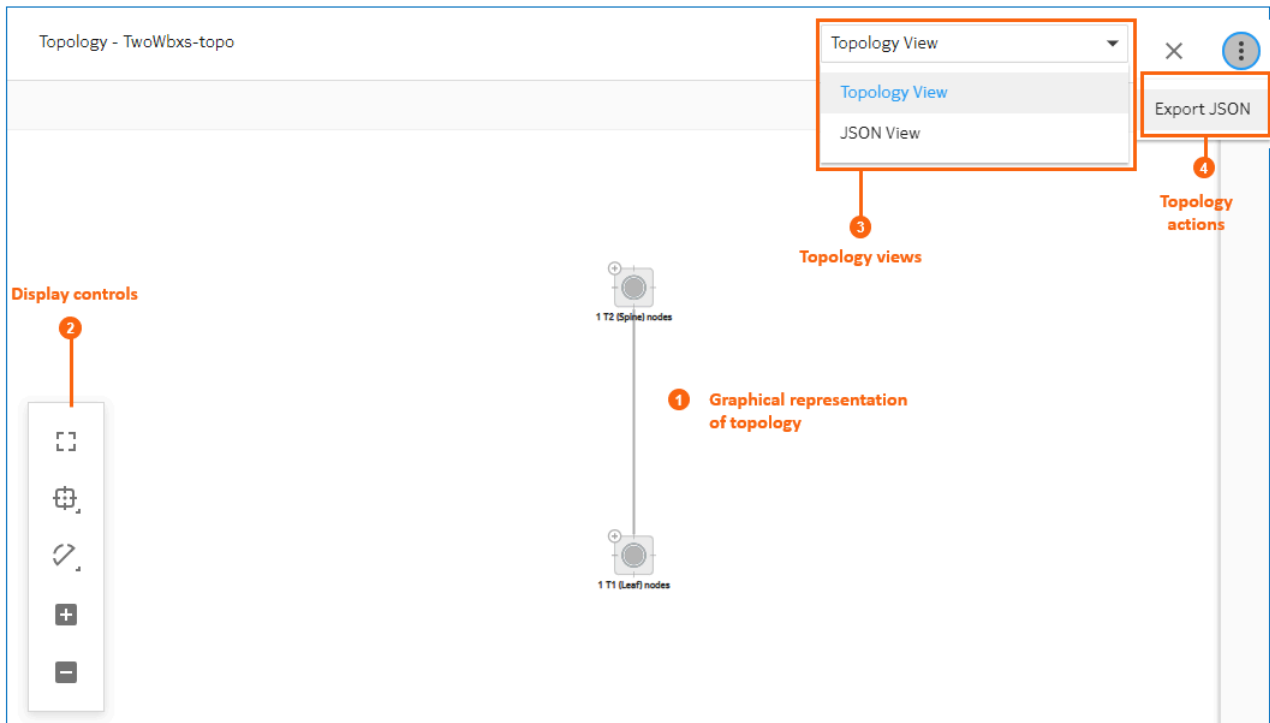 Topology - TwoWbxs-topo
Topology View
Topology View
JSON View
Export JSON
4
Topology
actions
3
Topology views
1 T2 (Spine) nodes
Display controls
2
1
Graphical representation
of topology
1 T1 (Leaf) nodes